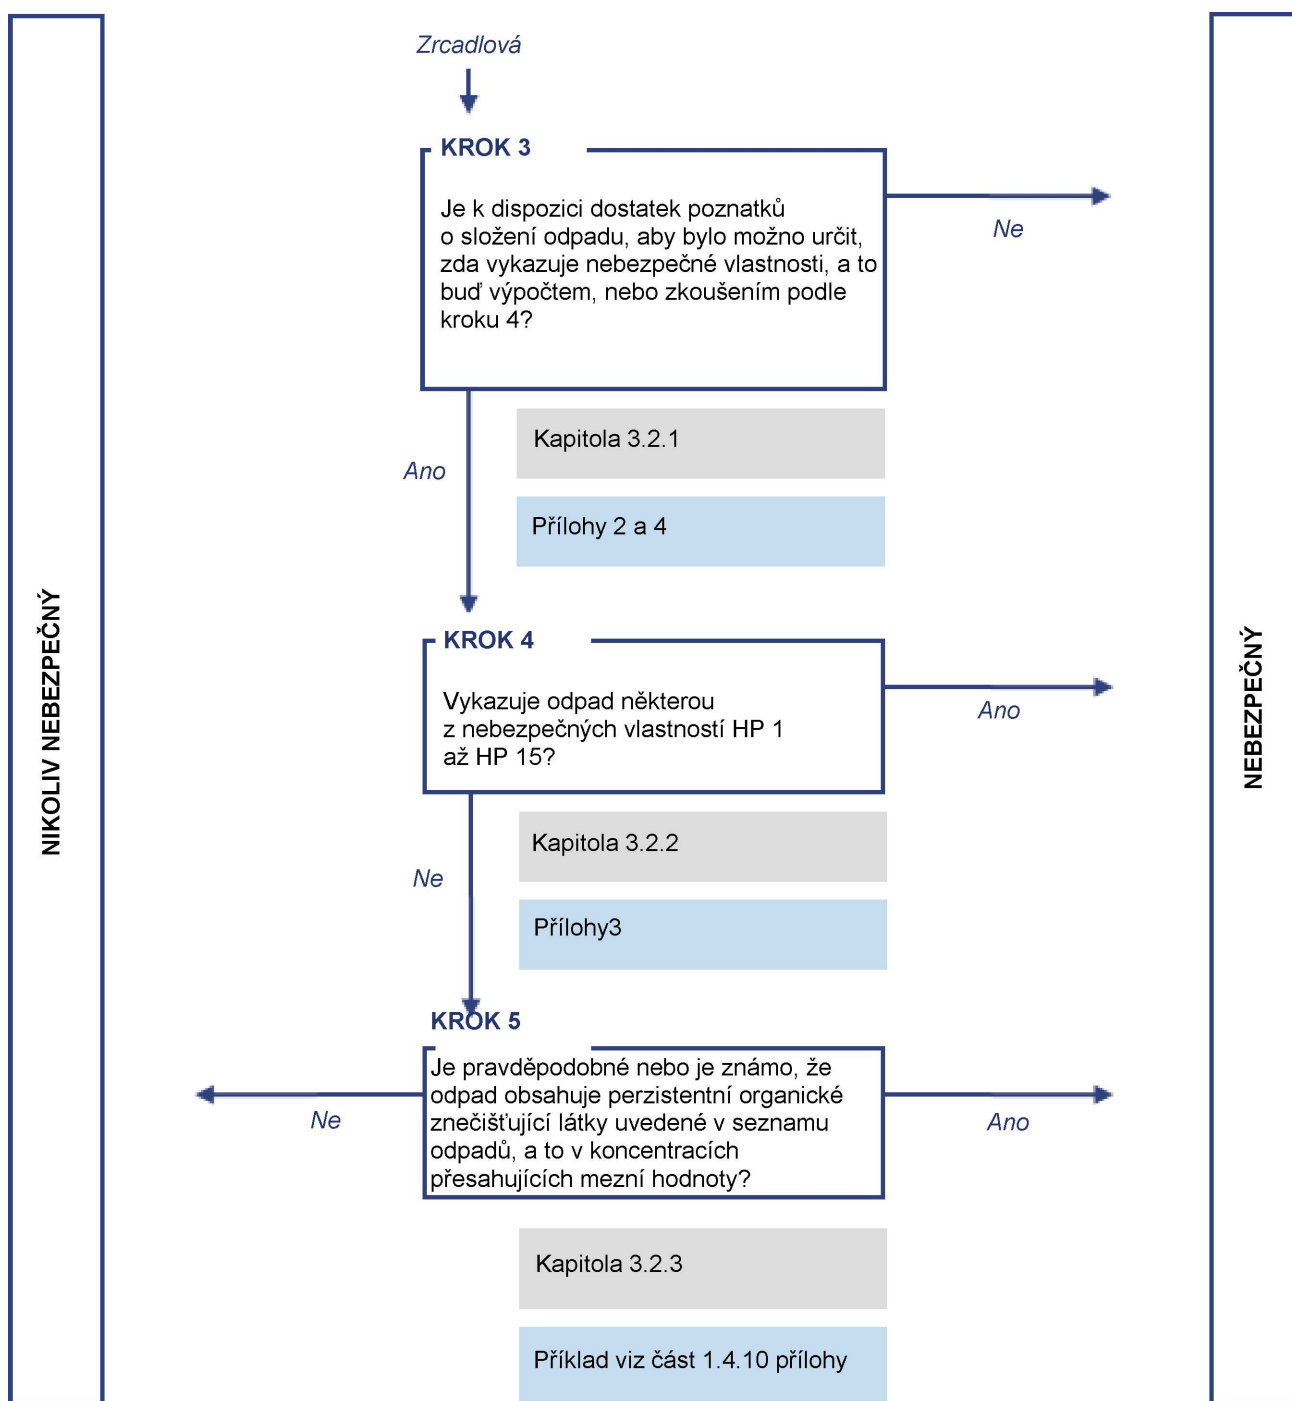 Zrcadlová
KROK 3
Je k dispozici dostatek poznatků
o složení odpadu, aby bylo možno určit,
zda vykazuje nebezpečné vlastnosti, a to
buď výpočtem, nebo zkoušením podle
kroku 4?
Ne
Kapitola 3.2.1
Ano
Přílohy 2 a 4
NIKOLIV NEBEZPEČNÝ
NEBEZPEČNÝ
KROK 4
Vykazuje odpad některou
z nebezpečných vlastností HP 1
až HP 15?
Ano
Kapitola 3.2.2
Ne
Přílohy3
KROK 5
Je pravděpodobné nebo je známo, že
odpad obsahuje perzistentní organické
znečišťující látky uvedené v seznamu
odpadů, a to v koncentracích
přesahujících mezní hodnoty?
Ne
Ano
Kapitola 3.2.3
Příklad viz část 1.4.10 přílohy